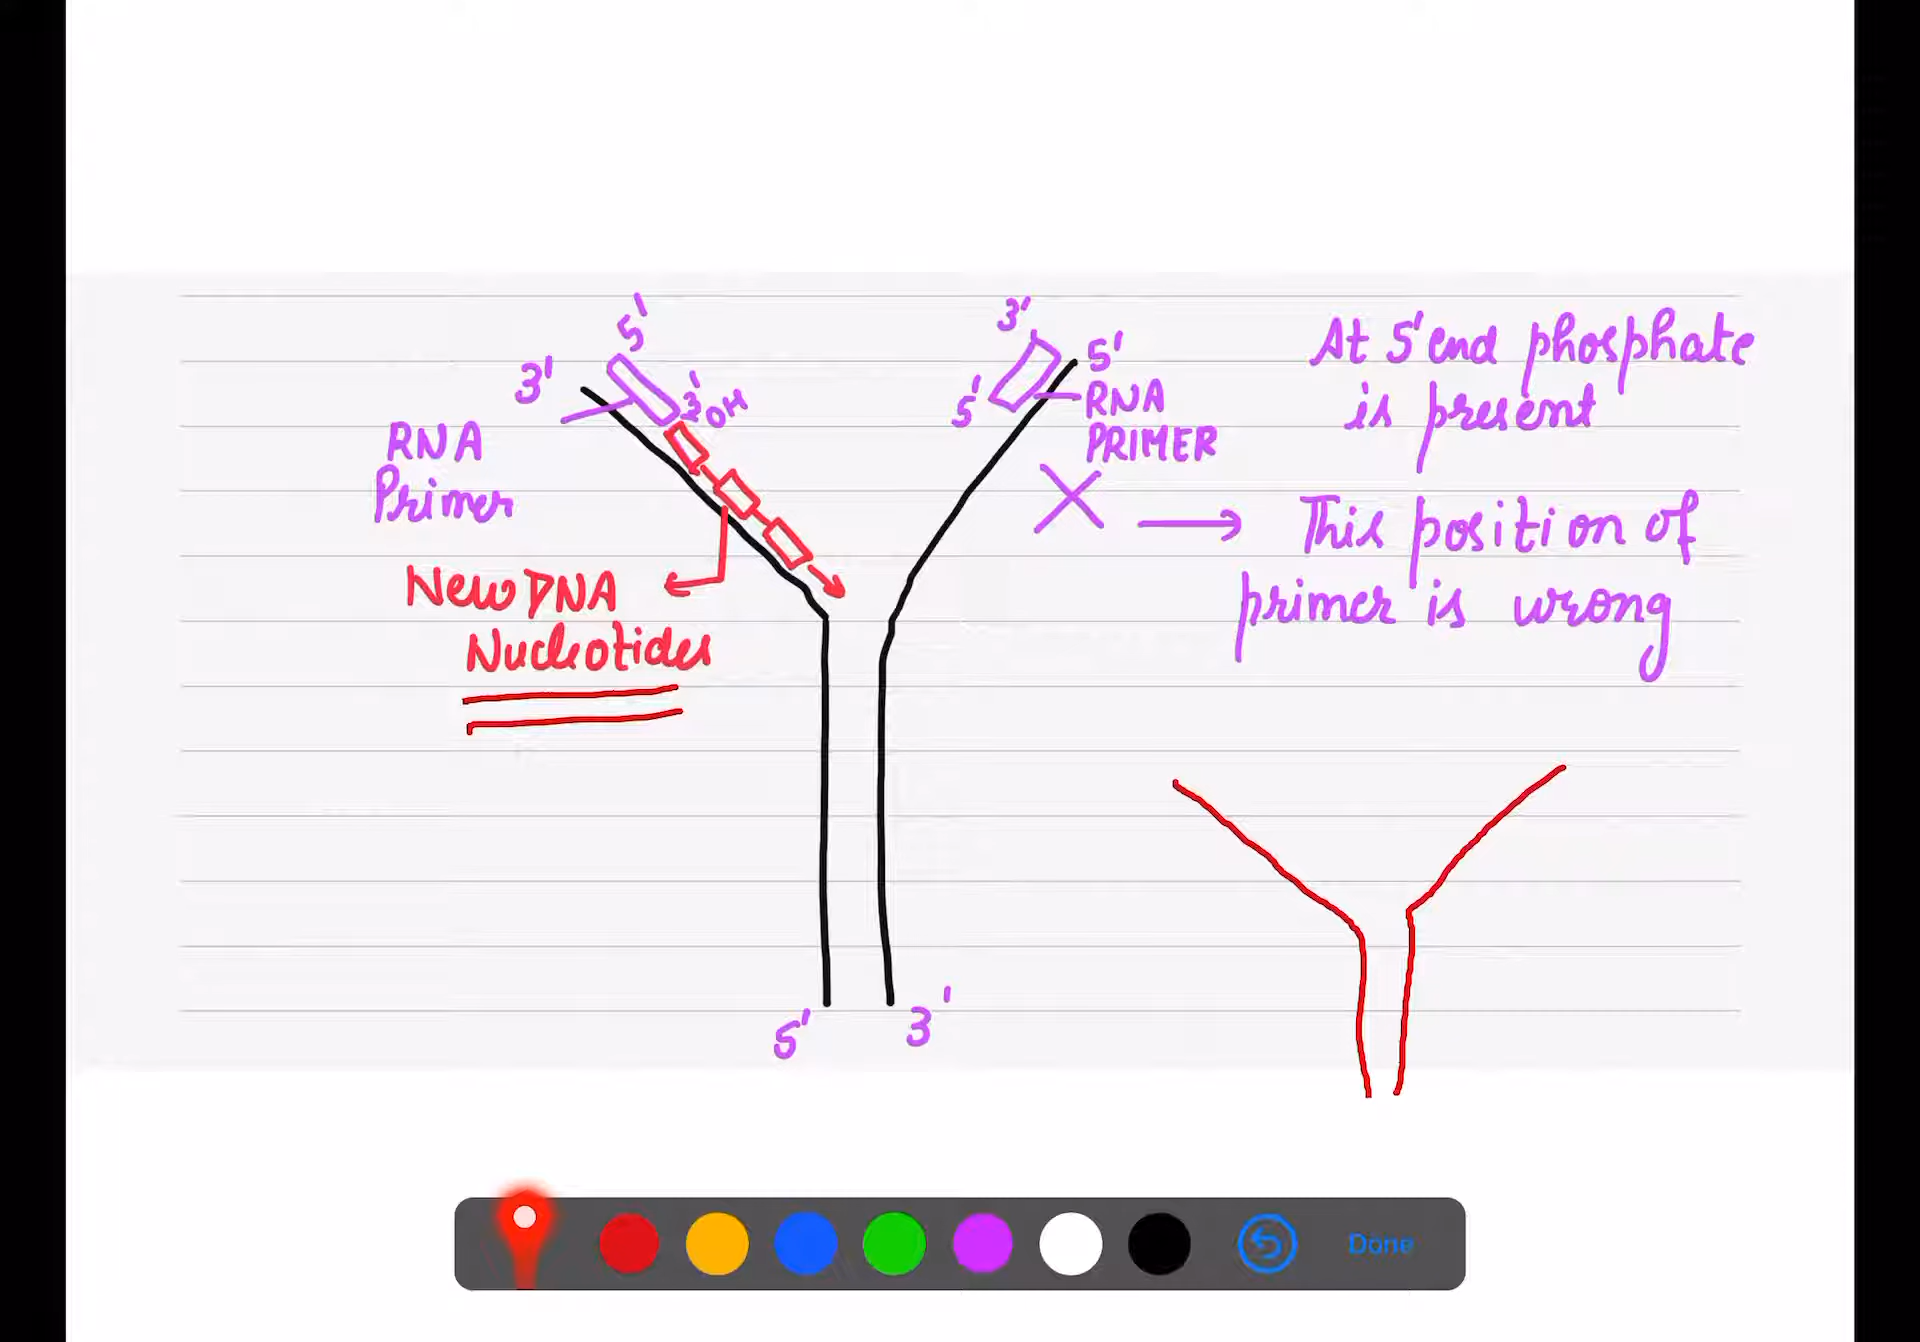 5'
3'
3'
5'
At 5'end phosphate
is present
3'OH
5'
RNA
PRIMER
RNA
Primer
This position of
primer is wrong
New DNA
Nucleotides
5'
3'
Done